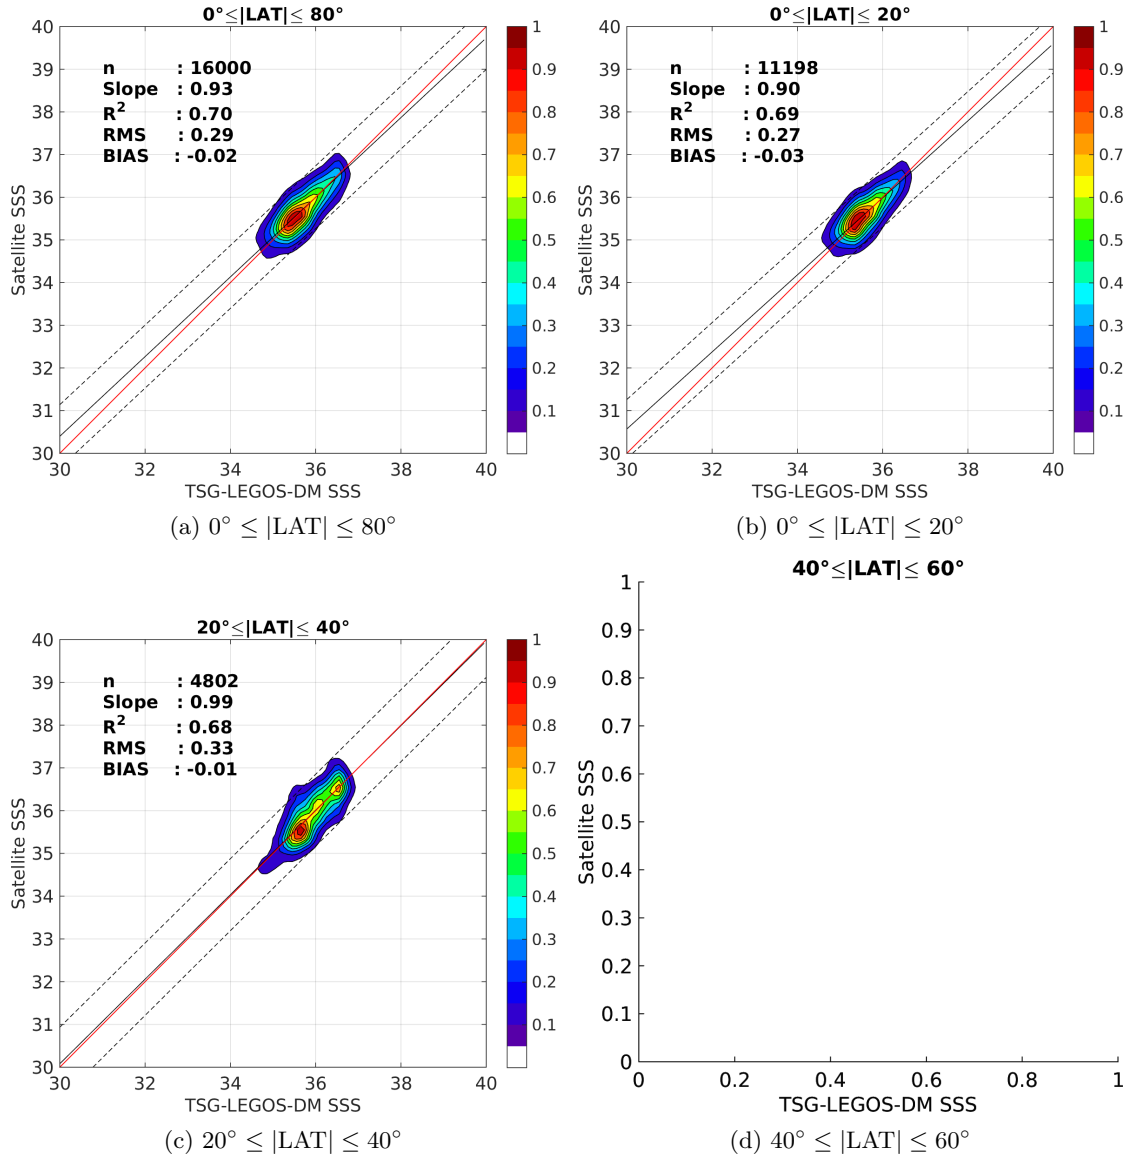 0°≤|LAT|≤ 80°
n : 16000
Slope : 0.93
R2 : 0.70
RMS : 0.29
BIAS : -0.02
40
39
38
37
36
35
34
33
32
31
30
Satellite SSS
30 32 34 36 38 40
TSG-LEGOS-DM SSS
1
0.9
0.8
0.7
0.6
0.5
0.4
0.3
0.2
0.1
(a) 0° ≤ |LAT| ≤ 80°
0°≤|LAT|≤ 20°
n : 11198
Slope : 0.90
R2 : 0.69
RMS : 0.27
BIAS : -0.03
40
39
38
37
36
35
34
33
32
31
30
Satellite SSS
30 32 34 36 38 40
TSG-LEGOS-DM SSS
1
0.9
0.8
0.7
0.6
0.5
0.4
0.3
0.2
0.1
(b) 0° ≤ |LAT| ≤ 20°
20°≤|LAT|≤ 40°
n : 4802
Slope : 0.99
R2 : 0.68
RMS : 0.33
BIAS : -0.01
40
39
38
37
36
35
34
33
32
31
30
Satellite SSS
30 32 34 36 38 40
TSG-LEGOS-DM SSS
1
0.9
0.8
0.7
0.6
0.5
0.4
0.3
0.2
0.1
(c) 20° ≤ |LAT| ≤ 40°
40°≤|LAT|≤ 60°
1
0.9
0.8
0.7
0.6
0.5
0.4
0.3
0.2
0.1
0
Satellite SSS
0 0.2 0.4 0.6 0.8 1
TSG-LEGOS-DM SSS
(d) 40° ≤ |LAT| ≤ 60°